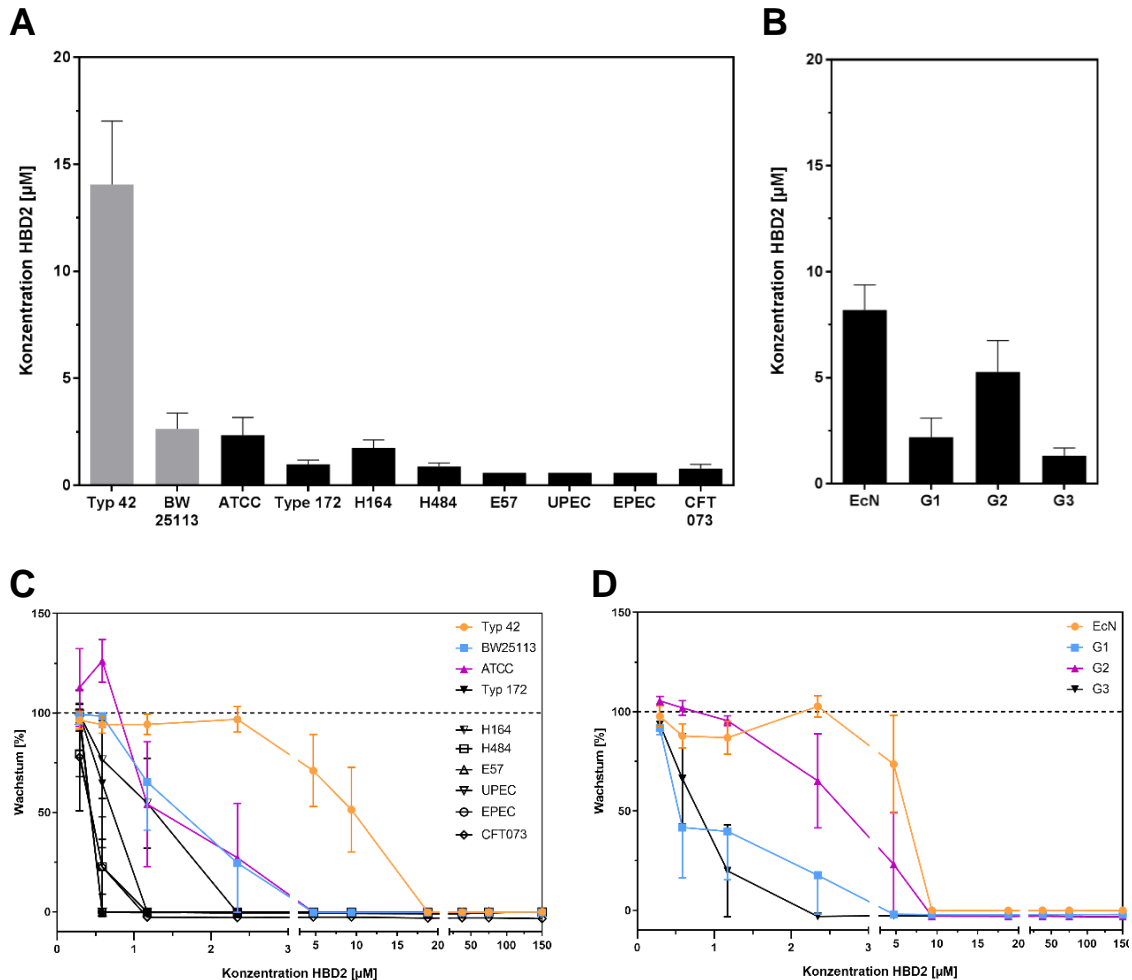 A
Konzentration HBD2 [µM]
20
15
10
5
0
Typ 42
BW
25113
ATCC
Type 172
H164
H484
E57
UPEC
EPEC
CFT
073
B
Konzentration HBD2 [µM]
20
15
10
5
0
EcN
G1
G2
G3
C
Wachstum [%]
150
100
50
0
0
1
2
3
5
10
15
20
50
100
150
Konzentration HBD2 [µM]
Typ 42
BW25113
ATCC
Typ 172
H164
H484
E57
UPEC
EPEC
CFT073
D
Wachstum [%]
150
100
50
0
0
1
2
3
5
10
15
20
50
100
150
Konzentration HBD2 [µM]
EcN
G1
G2
G3